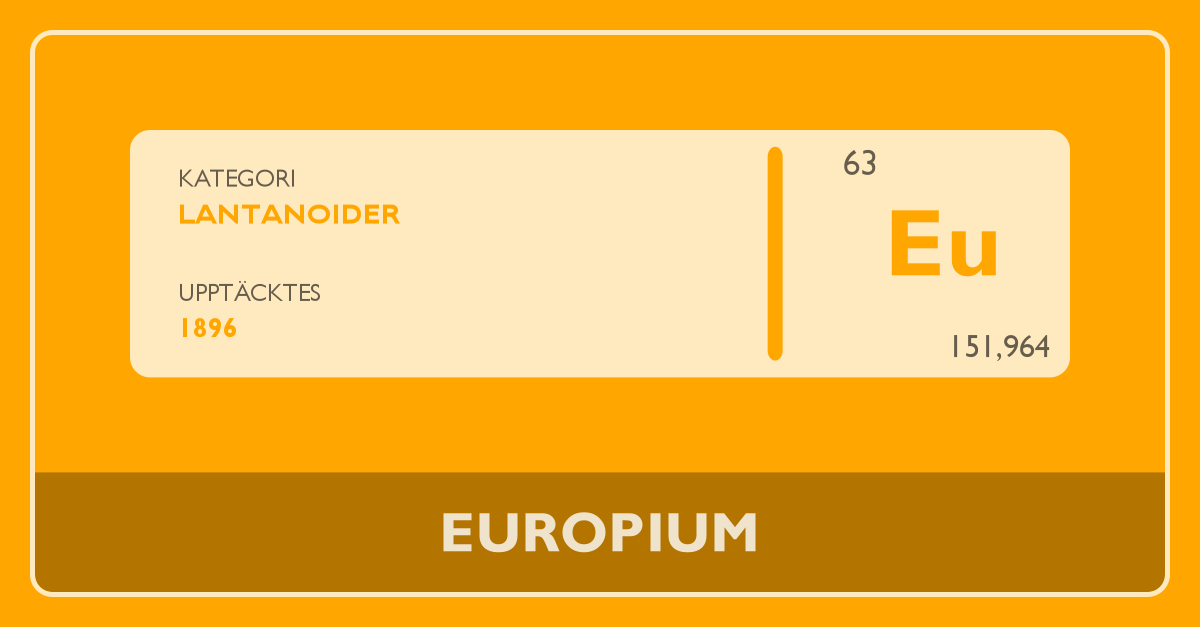 KATEGORI
LANTANOIDER
UPPTÄCKTES
1896
63
Eu
151,964
EUROPIUM